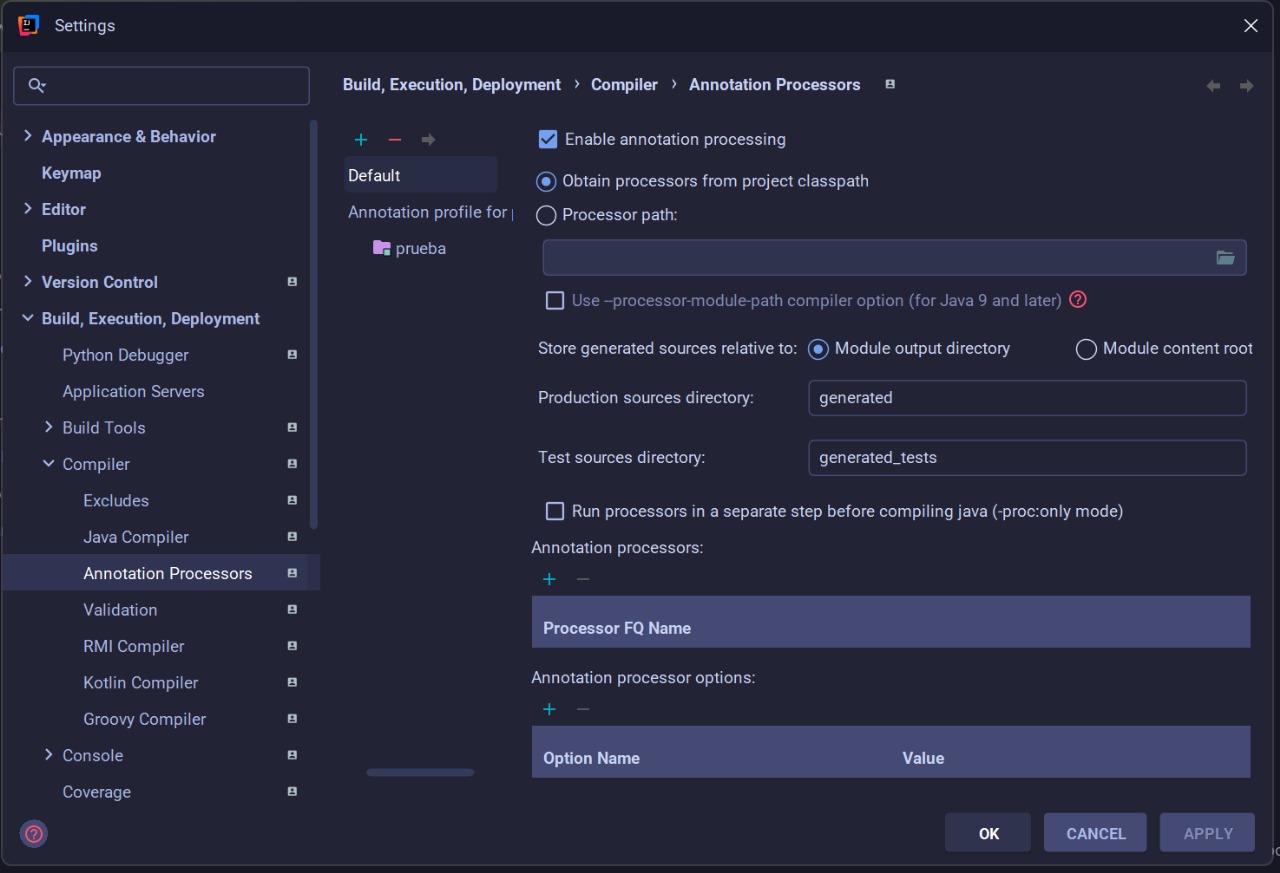 Settings
Build, Execution, Deployment › Compiler › Annotation Processors
Appearance & Behavior
Keymap
Editor
Plugins
Version Control
Build, Execution, Deployment
Python Debugger
Application Servers
Build Tools
Compiler
Excludes
Java Compiler
Annotation Processors
Validation
RMI Compiler
Kotlin Compiler
Groovy Compiler
Console
Coverage
Default
Annotation profile for
prueba
Enable annotation processing
Obtain processors from project classpath
Processor path:
Use --processor-module-path compiler option (for Java 9 and later)
Store generated sources relative to: Module output directory Module content root
Production sources directory: generated
Test sources directory: generated_tests
Run processors in a separate step before compiling java (-proc:only mode)
Annotation processors:
Processor FQ Name
Annotation processor options:
Option Name Value
OK CANCEL APPLY